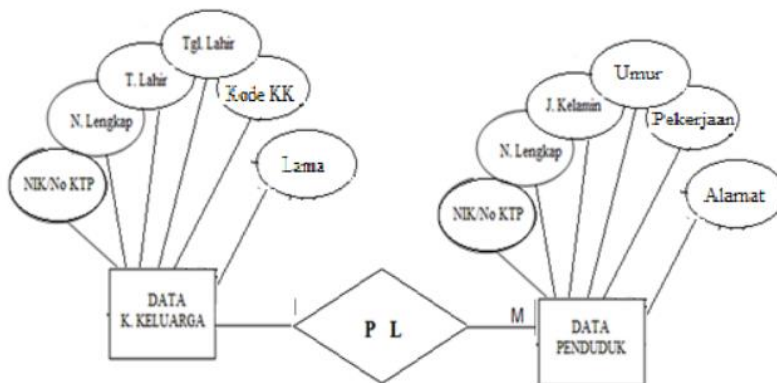 Tgl. Lahir
T. Lahir
Kode KK
N. Lengkap
Lama
NIK/No KTP
Umur
J. Kelamin
Pekerjaan
N. Lengkap
Alamat
NIK/No KTP
DATA
K. KELUARGA
1
P L
M
DATA
PENDUDUK